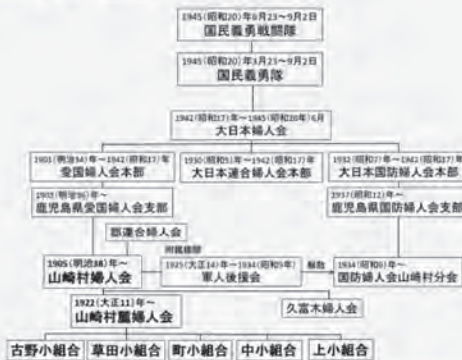 1945(昭和20)年6月23～9月2日
国民義勇戦闘隊
1945(昭和20)年3月23～9月2日
国民義勇隊
1942(昭和17)年～1945(昭和20年)6月
大日本婦人会
1901(明治34)年～1942(昭和17)年
愛国婦人会本部
1930(昭和5)年～1942(昭和17)年
大日本連合婦人会本部
1932(昭和7)年～1942(昭和17)年
大日本国防婦人会本部
1903(明治36)年～
鹿児島県愛国婦人会支部
1937(昭和12)年～
鹿児島県国防婦人会支部
郡連合婦人会
附属機関
1905(明治38)年～
山崎村婦人会
1925(大正14)年～1934(昭和9)年
軍人後援会
解散
1934(昭和9)年～
国防婦人会山崎村分会
1922(大正11)年～
山崎村麓婦人会
久富木婦人会
古野小組合
草田小組合
町小組合
中小組合
上小組合